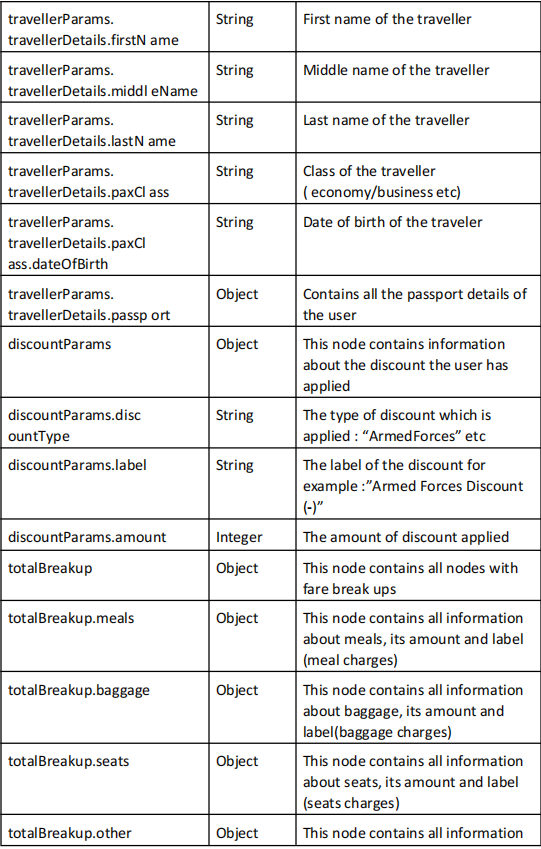 travellerParams. String First name of the traveller
travellerDetails.firstN ame
travellerParams. String Middle name of the traveller
travellerDetails.middl eName
travellerParams. String Last name of the traveller
travellerDetails.lastN ame
travellerParams. String Class of the traveller
travellerDetails.paxCl ass ( economy/business etc)
travellerParams. String Date of birth of the traveler
travellerDetails.paxCl
ass.dateOfBirth
travellerParams. Object Contains all the passport details of
travellerDetails.passp ort the user
discountParams Object This node contains information
about the discount the user has
applied
discountParams.disc String The type of discount which is
ountType applied : “ArmedForces” etc
discountParams.label String The label of the discount for
example :”Armed Forces Discount
(-)”
discountParams.amount Integer The amount of discount applied
totalBreakup Object This node contains all nodes with
fare break ups
totalBreakup.meals Object This node contains all information
about meals, its amount and label
(meal charges)
totalBreakup.baggage Object This node contains all information
about baggage, its amount and
label(baggage charges)
totalBreakup.seats Object This node contains all information
about seats, its amount and label
(seats charges)
totalBreakup.other Object This node contains all information